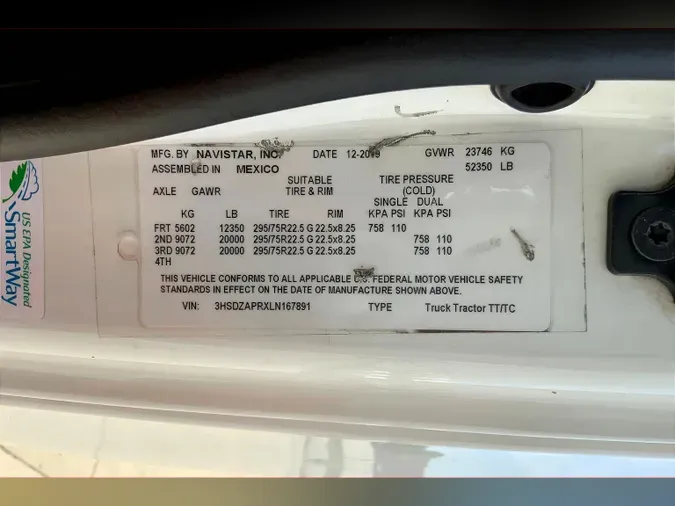 MFG. BY NAVISTAR, INC. DATE 12-2019 GVWR 23746 KG
ASSEMBLED IN MEXICO 52350 LB
SUITABLE TIRE PRESSURE
AXLE GAWR TIRE & RIM (COLD)
SINGLE DUAL
KG LB TIRE RIM KPA PSI KPA PSI
FRT 5602 12350 295/75R22.5 G 22.5x8.25 758 110
2ND 9072 20000 295/75R22.5 G 22.5x8.25 758 110
3RD 9072 20000 295/75R22.5 G 22.5x8.25 758 110
4TH
THIS VEHICLE CONFORMS TO ALL APPLICABLE U.S. FEDERAL MOTOR VEHICLE SAFETY
STANDARDS IN EFFECT ON THE DATE OF MANUFACTURE SHOWN ABOVE.
VIN: 3HSDZAPRXLN167891 TYPE Truck Tractor TT/TC
US EPA Designated
SmartWay